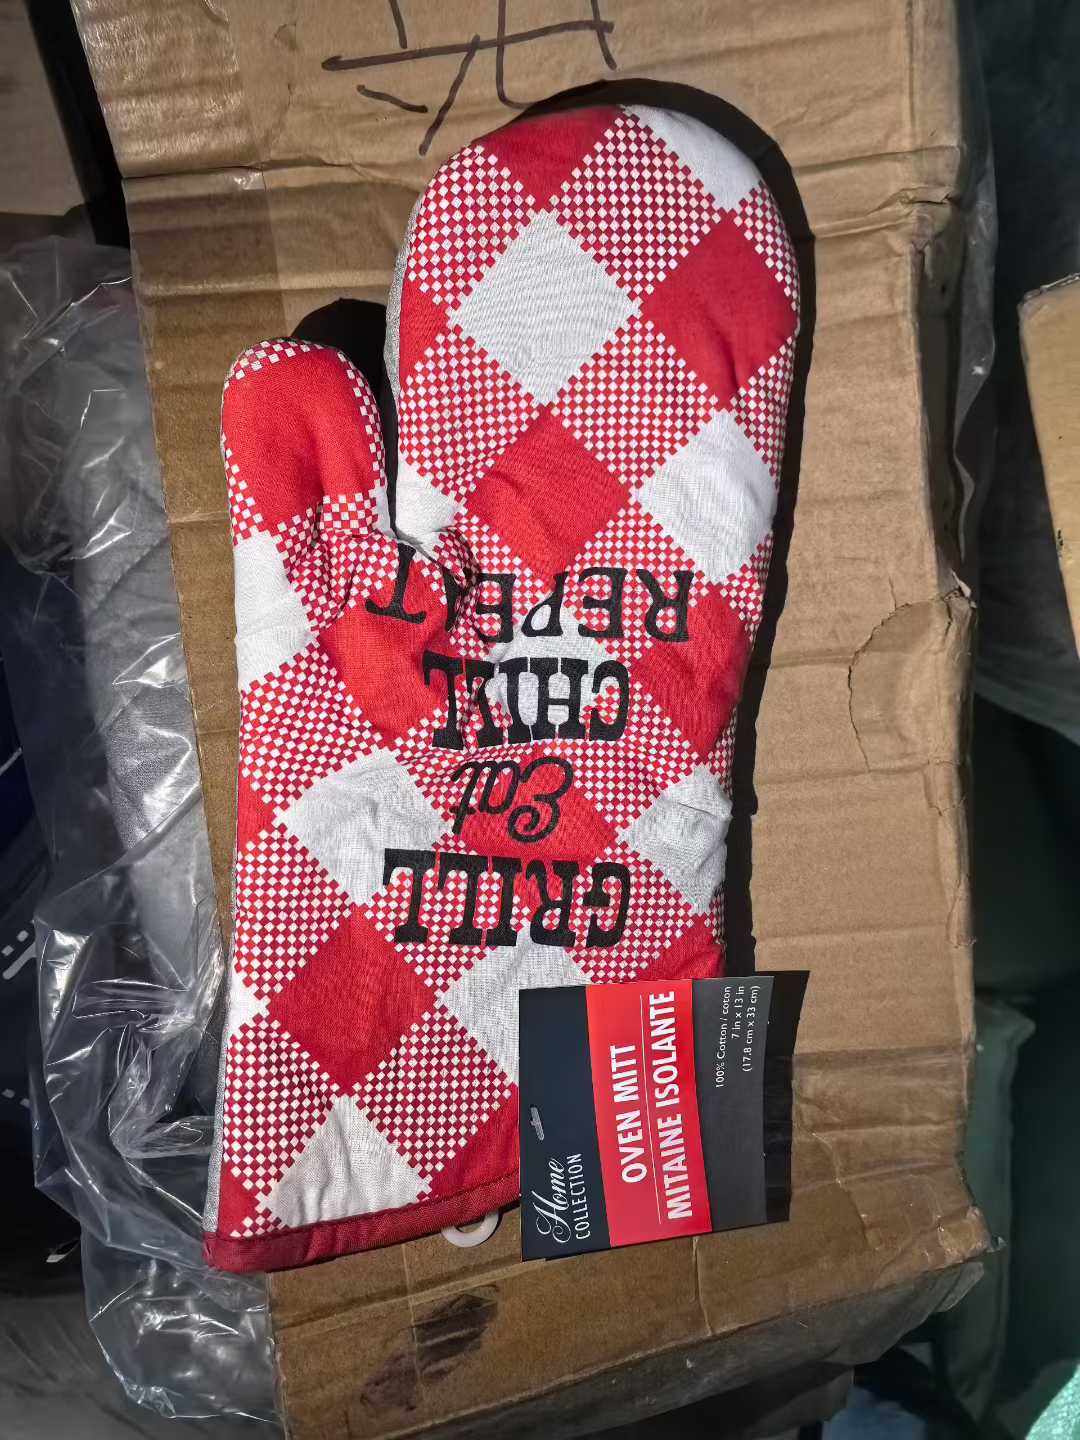 GRILL
Eat
CHILL
REPEAT
Home
COLLECTION
OVEN MITT
MITAINE ISOLANTE
100% Cotton / coton
7 in x 13 in
(17.8 cm x 33 cm)